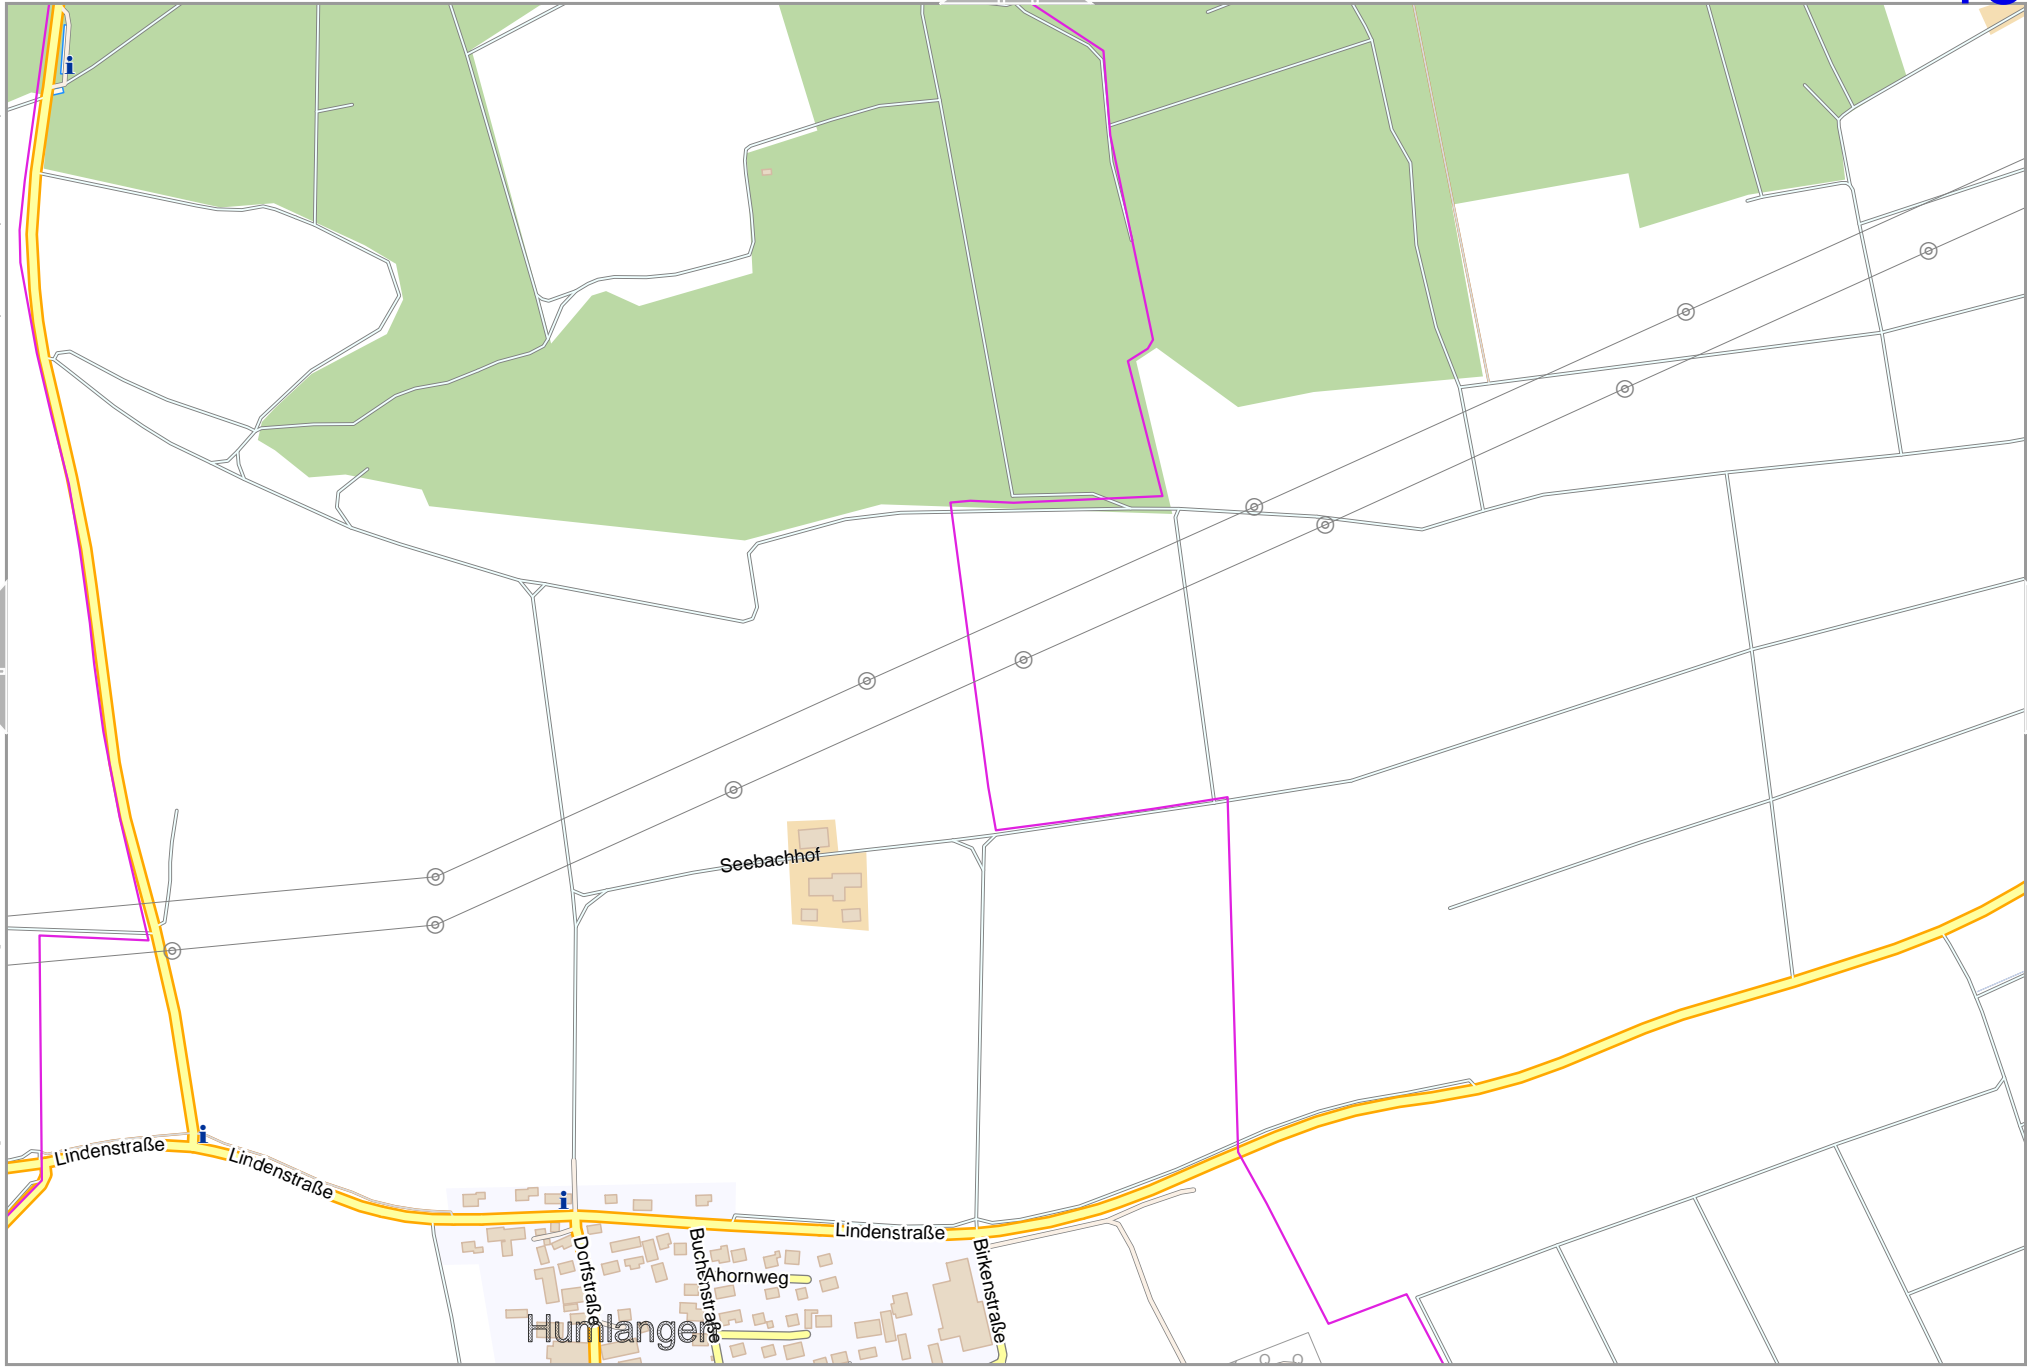 i
Seebachhof
i
Lindenstraße
Lindenstraße
i
Lindenstraße
Dorfstraße
Buchenstraße
Birkenstraße
Ahornweg
Humlangen